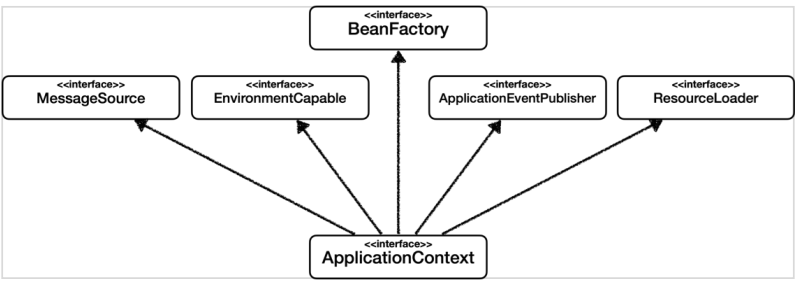 <<interface>>
BeanFactory
<<interface>>
MessageSource
<<interface>>
EnvironmentCapable
<<interface>>
ApplicationEventPublisher
<<interface>>
ResourceLoader
<<interface>>
ApplicationContext